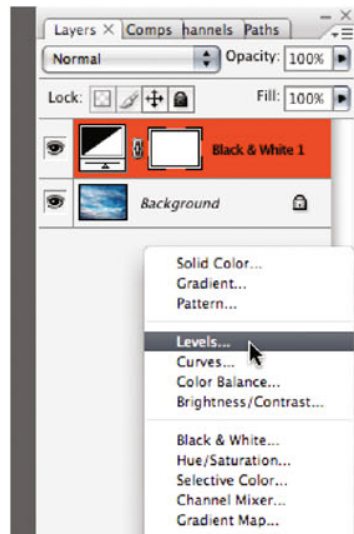 Layers × Comps hannels Paths
Normal Opacity: 100%
Lock: Fill: 100%
Black & White 1
Background
Solid Color...
Gradient...
Pattern...
Levels...
Curves...
Color Balance...
Brightness/Contrast...
Black & White...
Hue/Saturation...
Selective Color...
Channel Mixer...
Gradient Map...